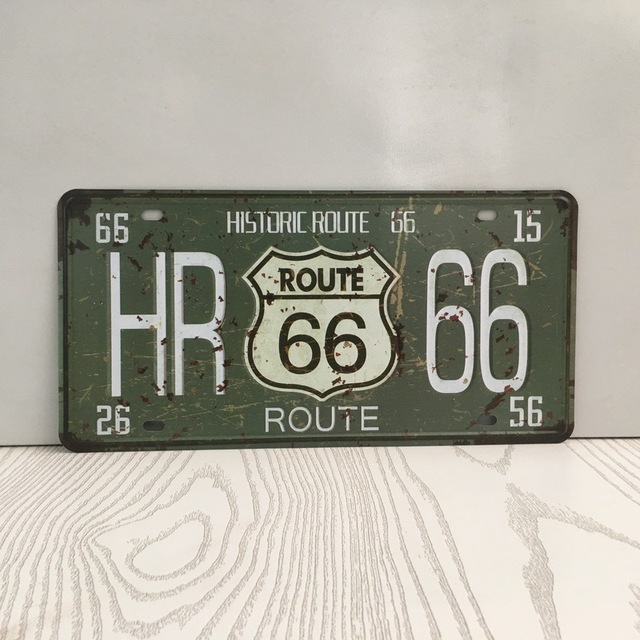 66 HISTORIC ROUTE 66 15
HR ROUTE 66 66
26 ROUTE 56